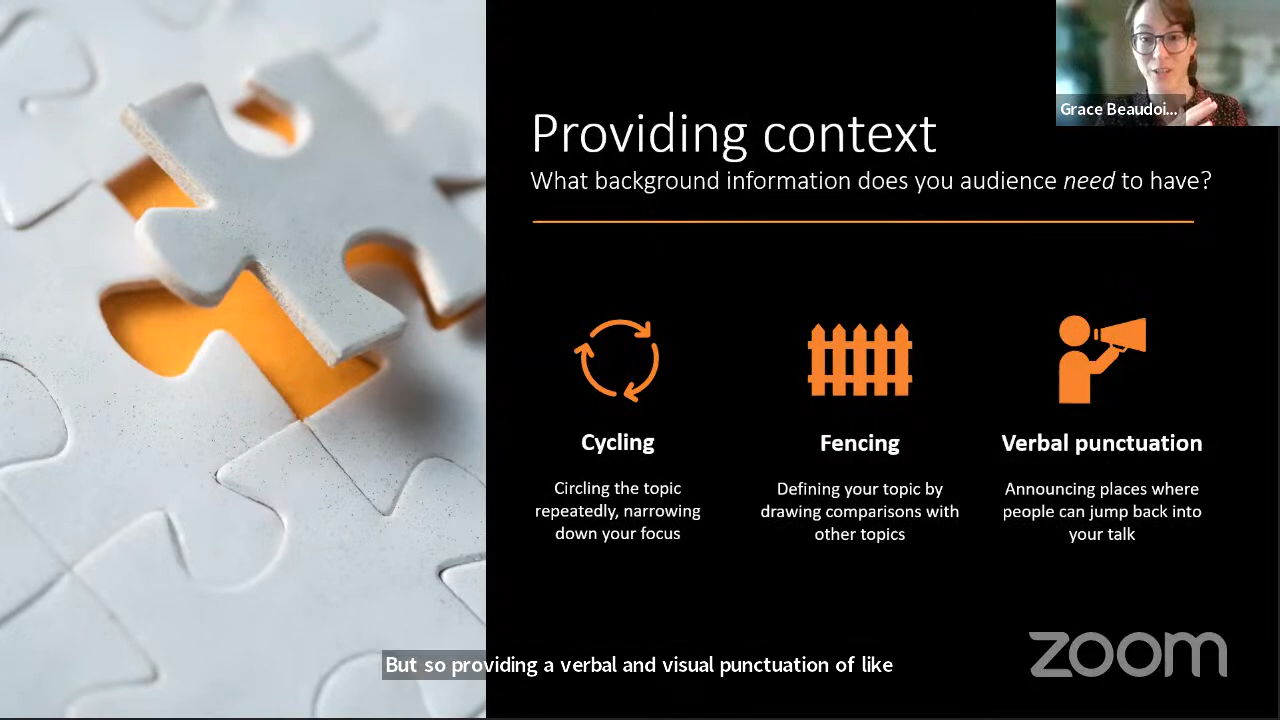 Grace Beaudoi...
Providing context
What background information does you audience need to have?
Cycling
Circling the topic
repeatedly, narrowing
down your focus
Fencing
Defining your topic by
drawing comparisons with
other topics
Verbal punctuation
Announcing places where
people can jump back into
your talk
But so providing a verbal and visual punctuation of like
zoom